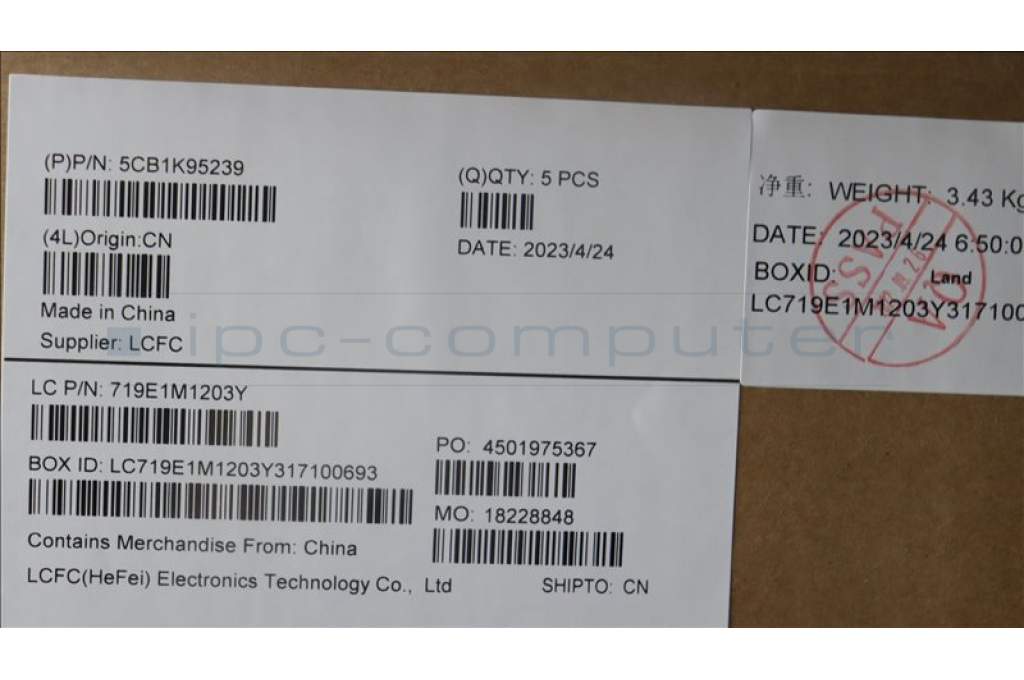 (P)P/N: 5CB1K95239
(Q)QTY: 5 PCS
(4L)Origin:CN
DATE: 2023/4/24
Made in China
Supplier: LCFC
净重: WEIGHT: 3.43 Kg
DATE: 2023/4/24 6:50:0
BOXID: Land
LC719E1M1203Y317100
PASS
QA
ipc-computer
LC P/N: 719E1M1203Y
PO: 4501975367
BOX ID: LC719E1M1203Y317100693
MO: 18228848
Contains Merchandise From: China
LCFC(HeFei) Electronics Technology Co., Ltd
SHIPTO: CN